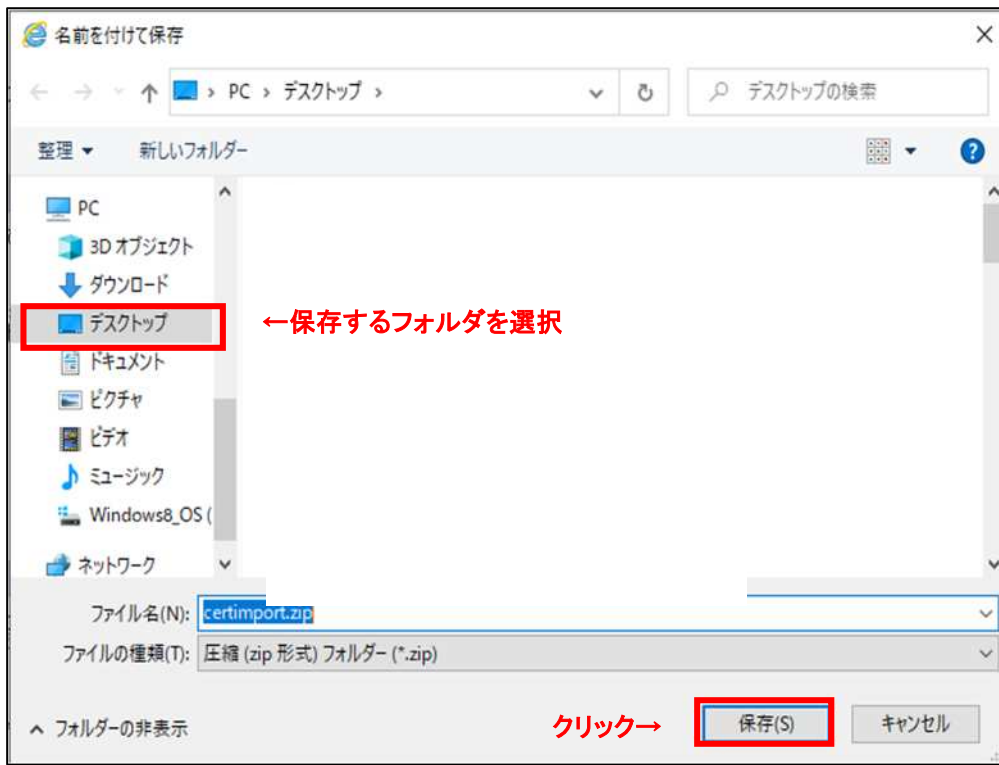 名前を付けて保存
PC › デスクトップ ›
デスクトップの検索
整理
新しいフォルダー
PC
3D オブジェクト
ダウンロード
デスクトップ
←保存するフォルダを選択
ドキュメント
ピクチャ
ビデオ
ミュージック
Windows8_OS (
ネットワーク
ファイル名(N): certimport.zip
ファイルの種類(T): 圧縮 (zip 形式) フォルダー (*.zip)
フォルダーの非表示
クリック→
保存(S)
キャンセル